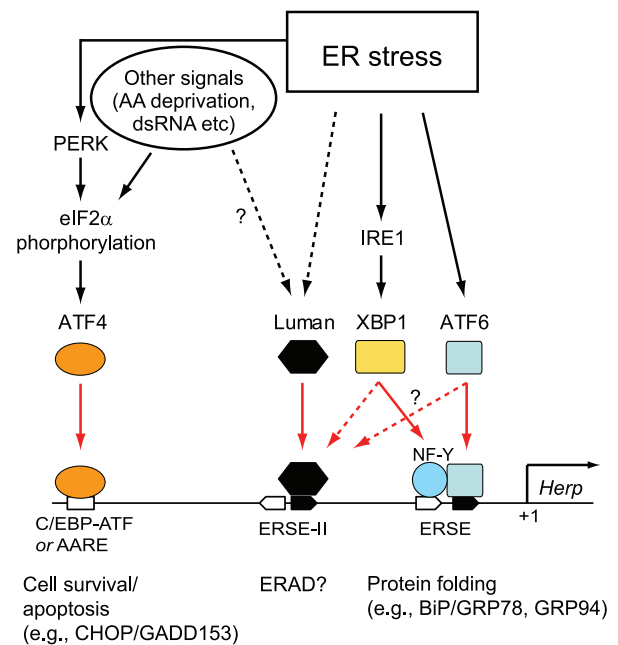 ER stress
Other signals
(AA deprivation,
dsRNA etc)
PERK
?
eIF2α
phorphorylation
IRE1
ATF4
Luman
XBP1
ATF6
?
NF-Y
Herp
+1
C/EBP-ATF
or AARE
ERSE-II
ERSE
Cell survival/
apoptosis
(e.g., CHOP/GADD153)
ERAD?
Protein folding
(e.g., BiP/GRP78, GRP94)